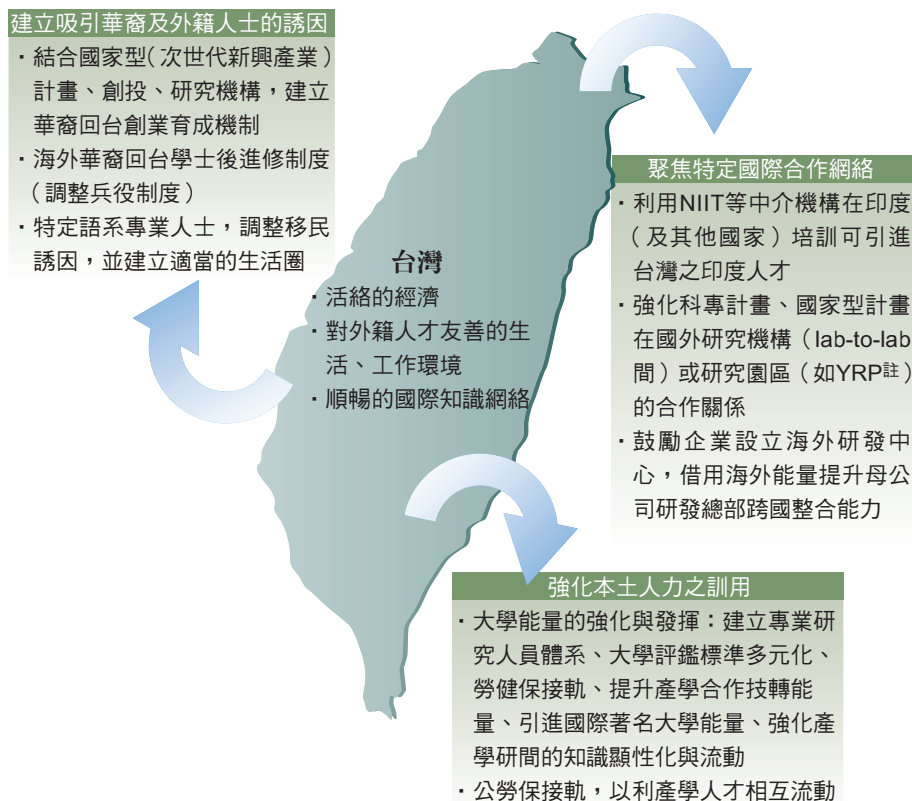 建立吸引華裔及外籍人士的誘因
・結合國家型（次世代新興產業）
計畫、創投、研究機構，建立
華裔回台創業育成機制
・海外華裔回台學士後進修制度
（調整兵役制度）
・特定語系專業人士，調整移民
誘因，並建立適當的生活圈
台灣
・活絡的經濟
・對外籍人才友善的生
活、工作環境
・順暢的國際知識網絡
聚焦特定國際合作網絡
・利用NIIT等中介機構在印度
（及其他國家）培訓可引進
台灣之印度人才
・強化科專計畫、國家型計畫
在國外研究機構（lab-to-lab
間）或研究園區（如YRP註）
的合作關係
・鼓勵企業設立海外研發中
心，借用海外能量提升母公
司研發總部跨國整合能力
強化本土人力之訓用
・大學能量的強化與發揮：建立專業研
究人員體系、大學評鑑標準多元化、
勞健保接軌、提升產學合作技轉能
量、引進國際著名大學能量、強化產
學研間的知識顯性化與流動
・公勞保接軌，以利產學人才相互流動